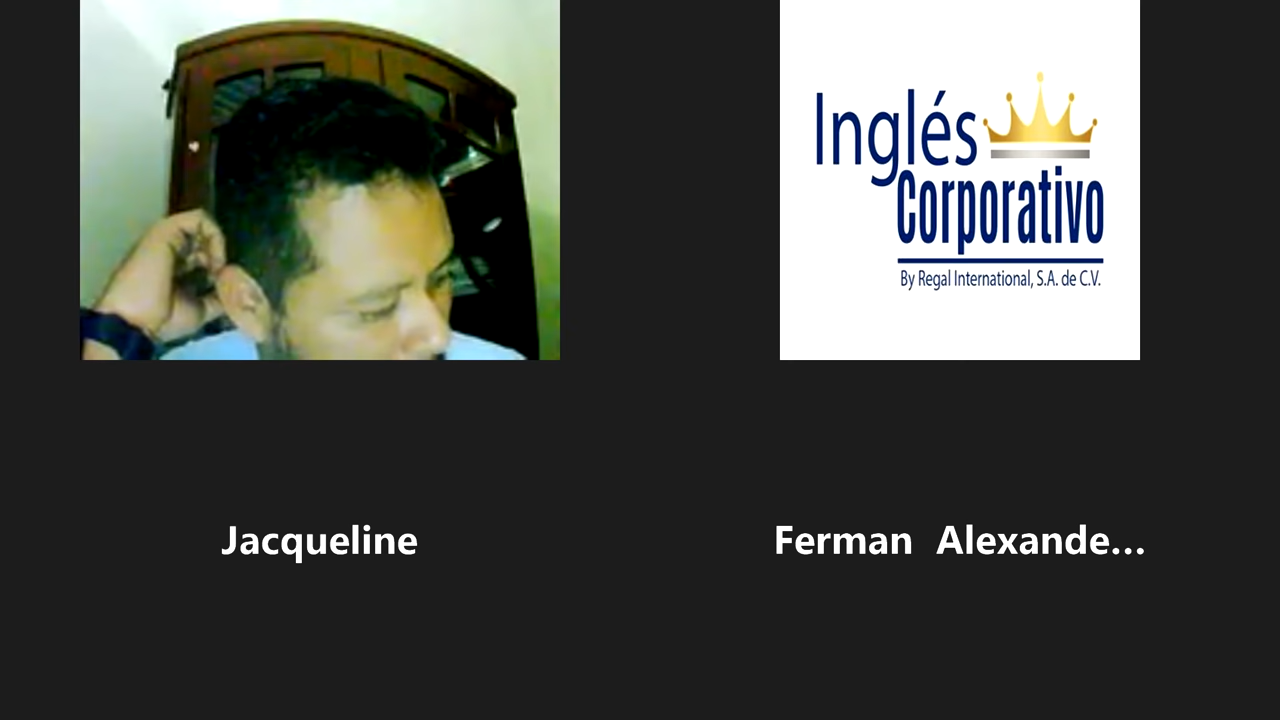 Inglés
Corporativo
By Regal International, S.A. de C.V.
Jacqueline
Ferman Alexande...